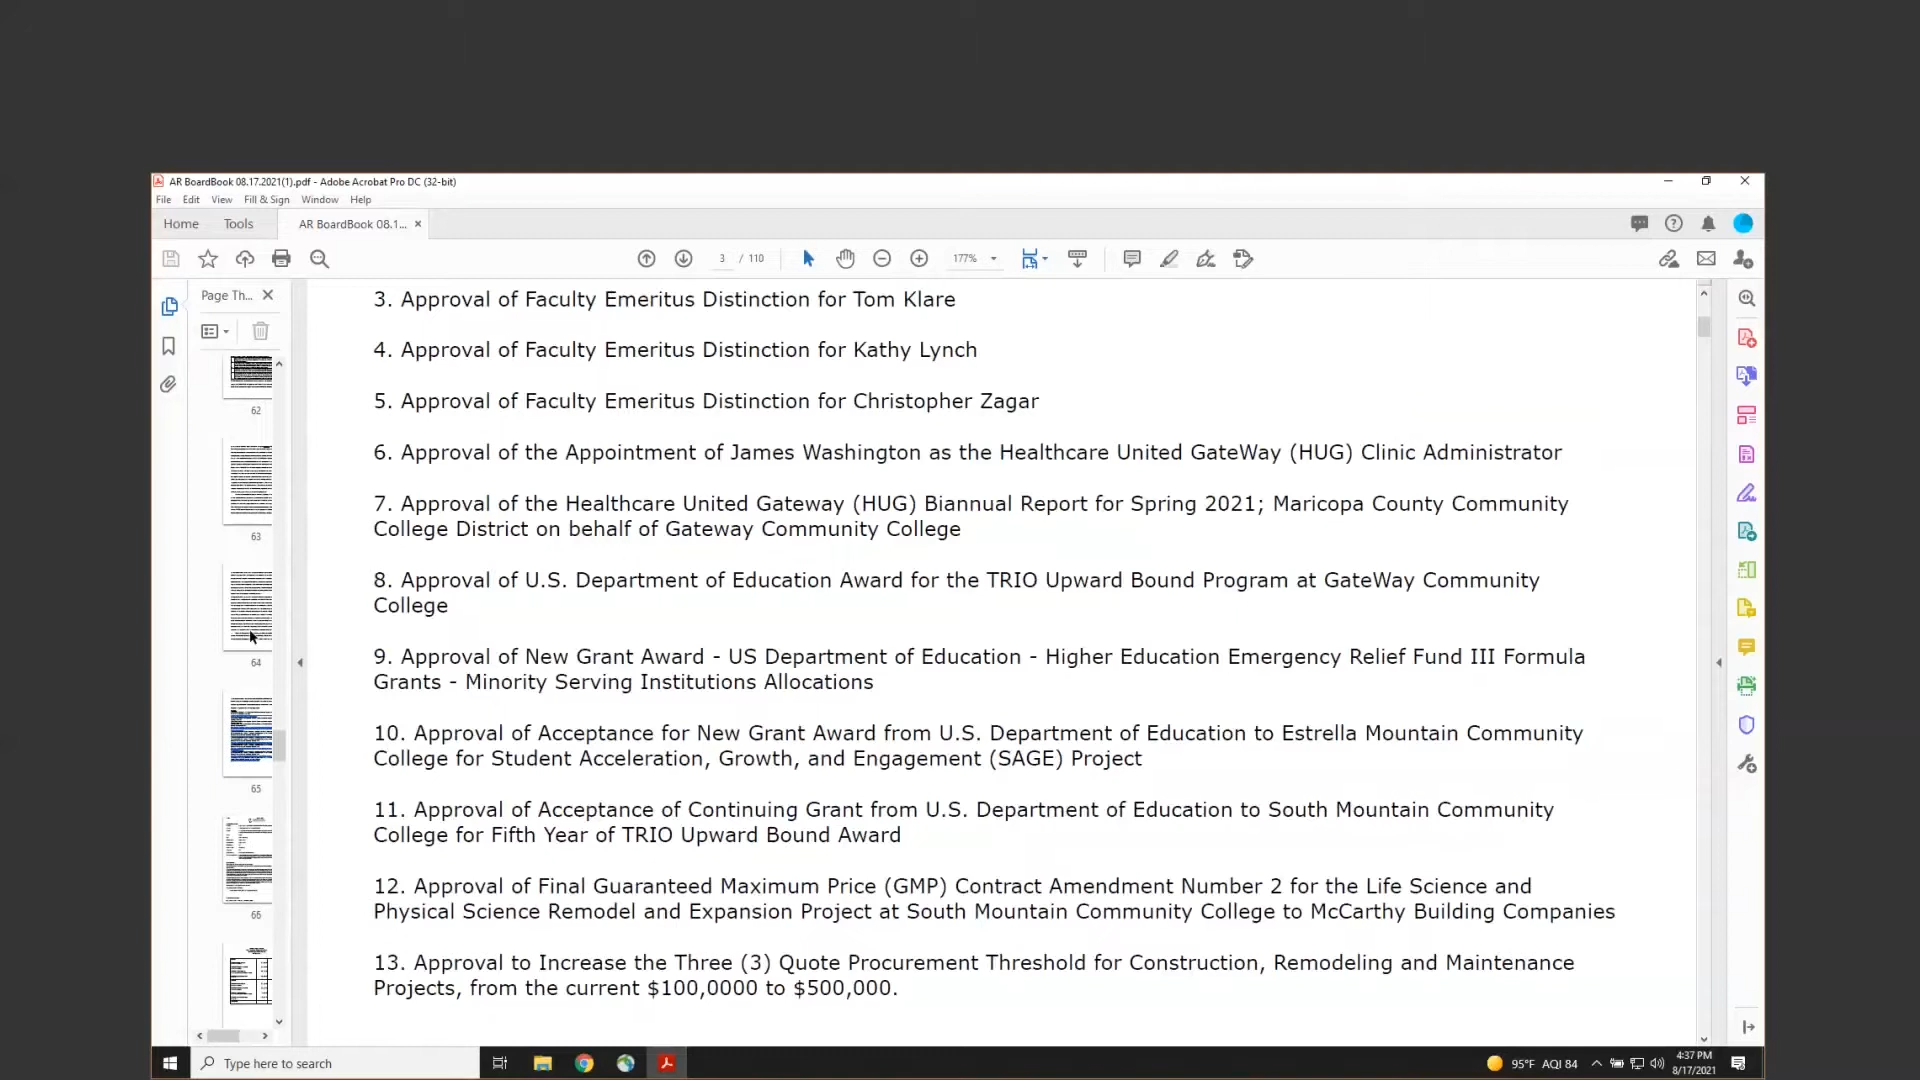 AR BoardBook 08.17.2021(1).pdf - Adobe Acrobat Pro DC (32-bit)
File Edit View Fill & Sign Window Help
Home Tools AR BoardBook 08.1... ×
3 / 110 177%
Page Th...
3. Approval of Faculty Emeritus Distinction for Tom Klare
4. Approval of Faculty Emeritus Distinction for Kathy Lynch
5. Approval of Faculty Emeritus Distinction for Christopher Zagar
6. Approval of the Appointment of James Washington as the Healthcare United GateWay (HUG) Clinic Administrator
7. Approval of the Healthcare United Gateway (HUG) Biannual Report for Spring 2021; Maricopa County Community
College District on behalf of Gateway Community College
8. Approval of U.S. Department of Education Award for the TRIO Upward Bound Program at GateWay Community
College
9. Approval of New Grant Award - US Department of Education - Higher Education Emergency Relief Fund III Formula
Grants - Minority Serving Institutions Allocations
10. Approval of Acceptance for New Grant Award from U.S. Department of Education to Estrella Mountain Community
College for Student Acceleration, Growth, and Engagement (SAGE) Project
11. Approval of Acceptance of Continuing Grant from U.S. Department of Education to South Mountain Community
College for Fifth Year of TRIO Upward Bound Award
12. Approval of Final Guaranteed Maximum Price (GMP) Contract Amendment Number 2 for the Life Science and
Physical Science Remodel and Expansion Project at South Mountain Community College to McCarthy Building Companies
13. Approval to Increase the Three (3) Quote Procurement Threshold for Construction, Remodeling and Maintenance
Projects, from the current $100,0000 to $500,000.
62
63
64
65
66
Type here to search
95°F AQI 84
4:37 PM
8/17/2021